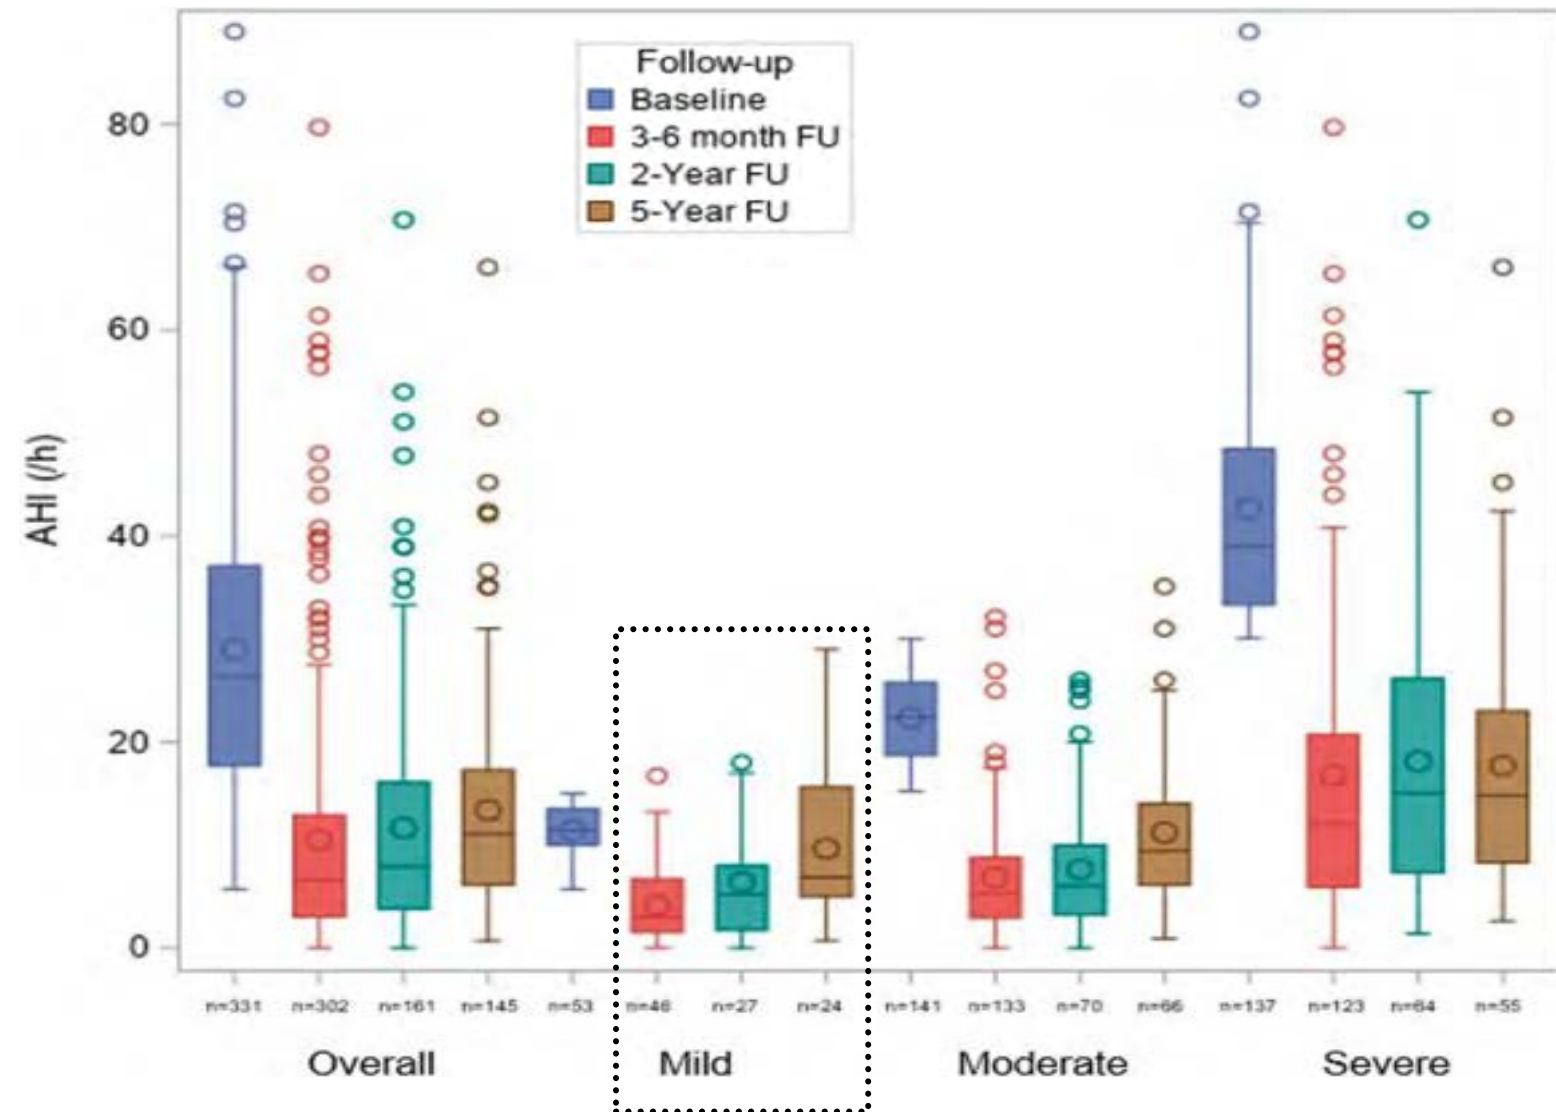 Follow-up
Baseline
3-6 month FU
2-Year FU
5-Year FU
AHI (/h)
80
60
40
20
0
n=331 n=302 n=161 n=145 n=53 n=46 n=27 n=24 n=141 n=133 n=70 n=66 n=137 n=123 n=64 n=55
Overall Mild Moderate Severe